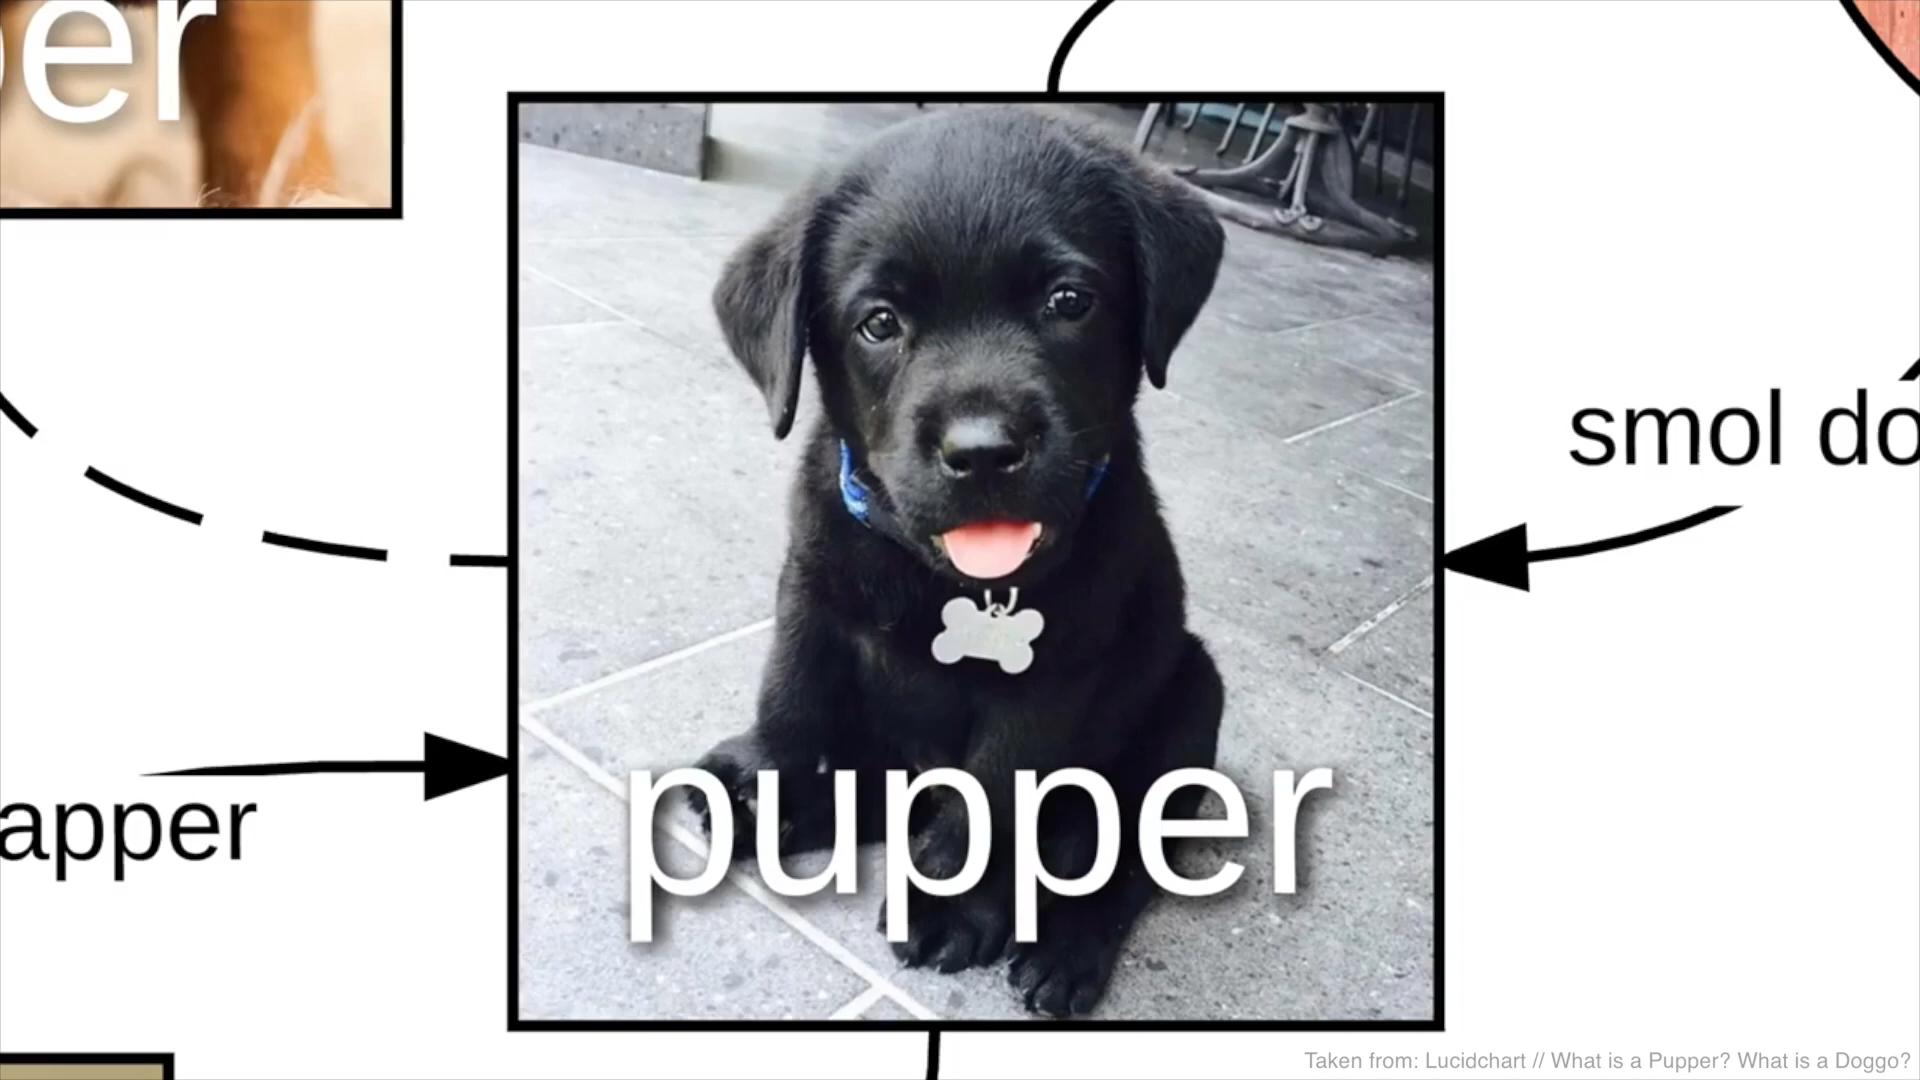 er
smol do
pupper
apper
Taken from: Lucidchart // What is a Pupper? What is a Doggo?